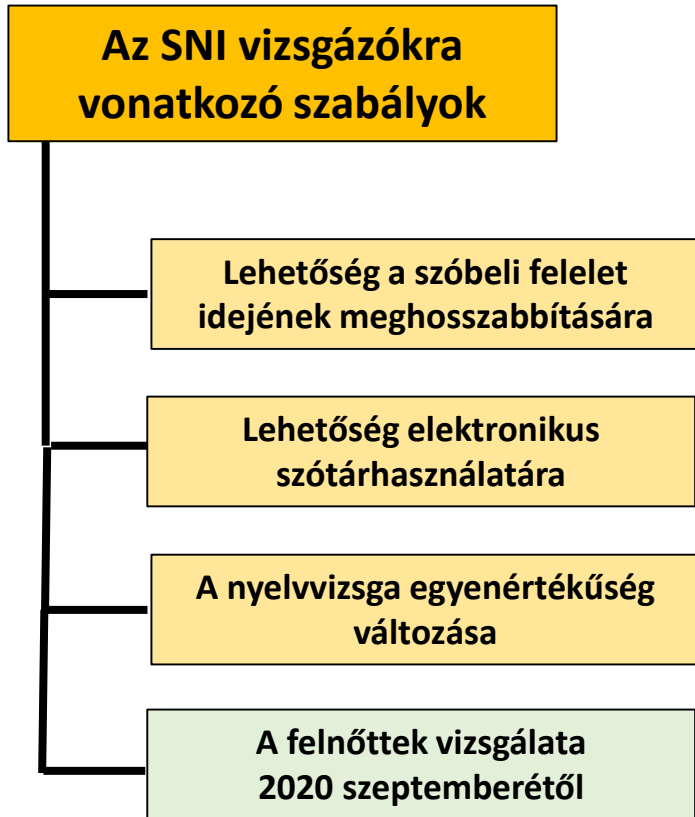 Az SNI vizsgázókra
vonatkozó szabályok
Lehetőség a szóbeli felelet
idejének meghosszabbítására
Lehetőség elektronikus
szótárhasználatára
A nyelvvizsga egyenértékűség
változása
A felnőttek vizsgálata
2020 szeptemberétől